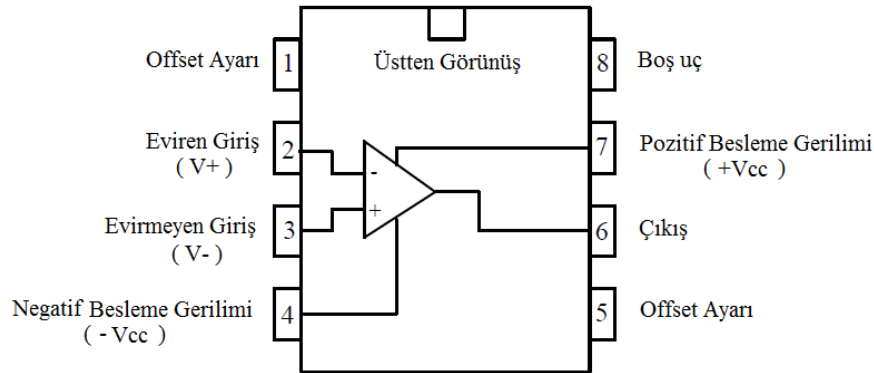 Üstten Görünüş
Offset Ayarı
1
Eviren Giriş
( V+ )
2
Evirmeyen Giriş
( V- )
3
Negatif Besleme Gerilimi
( - Vcc )
4
-
+
8
Boş uç
7
Pozitif Besleme Gerilimi
( +Vcc )
6
Çıkış
5
Offset Ayarı